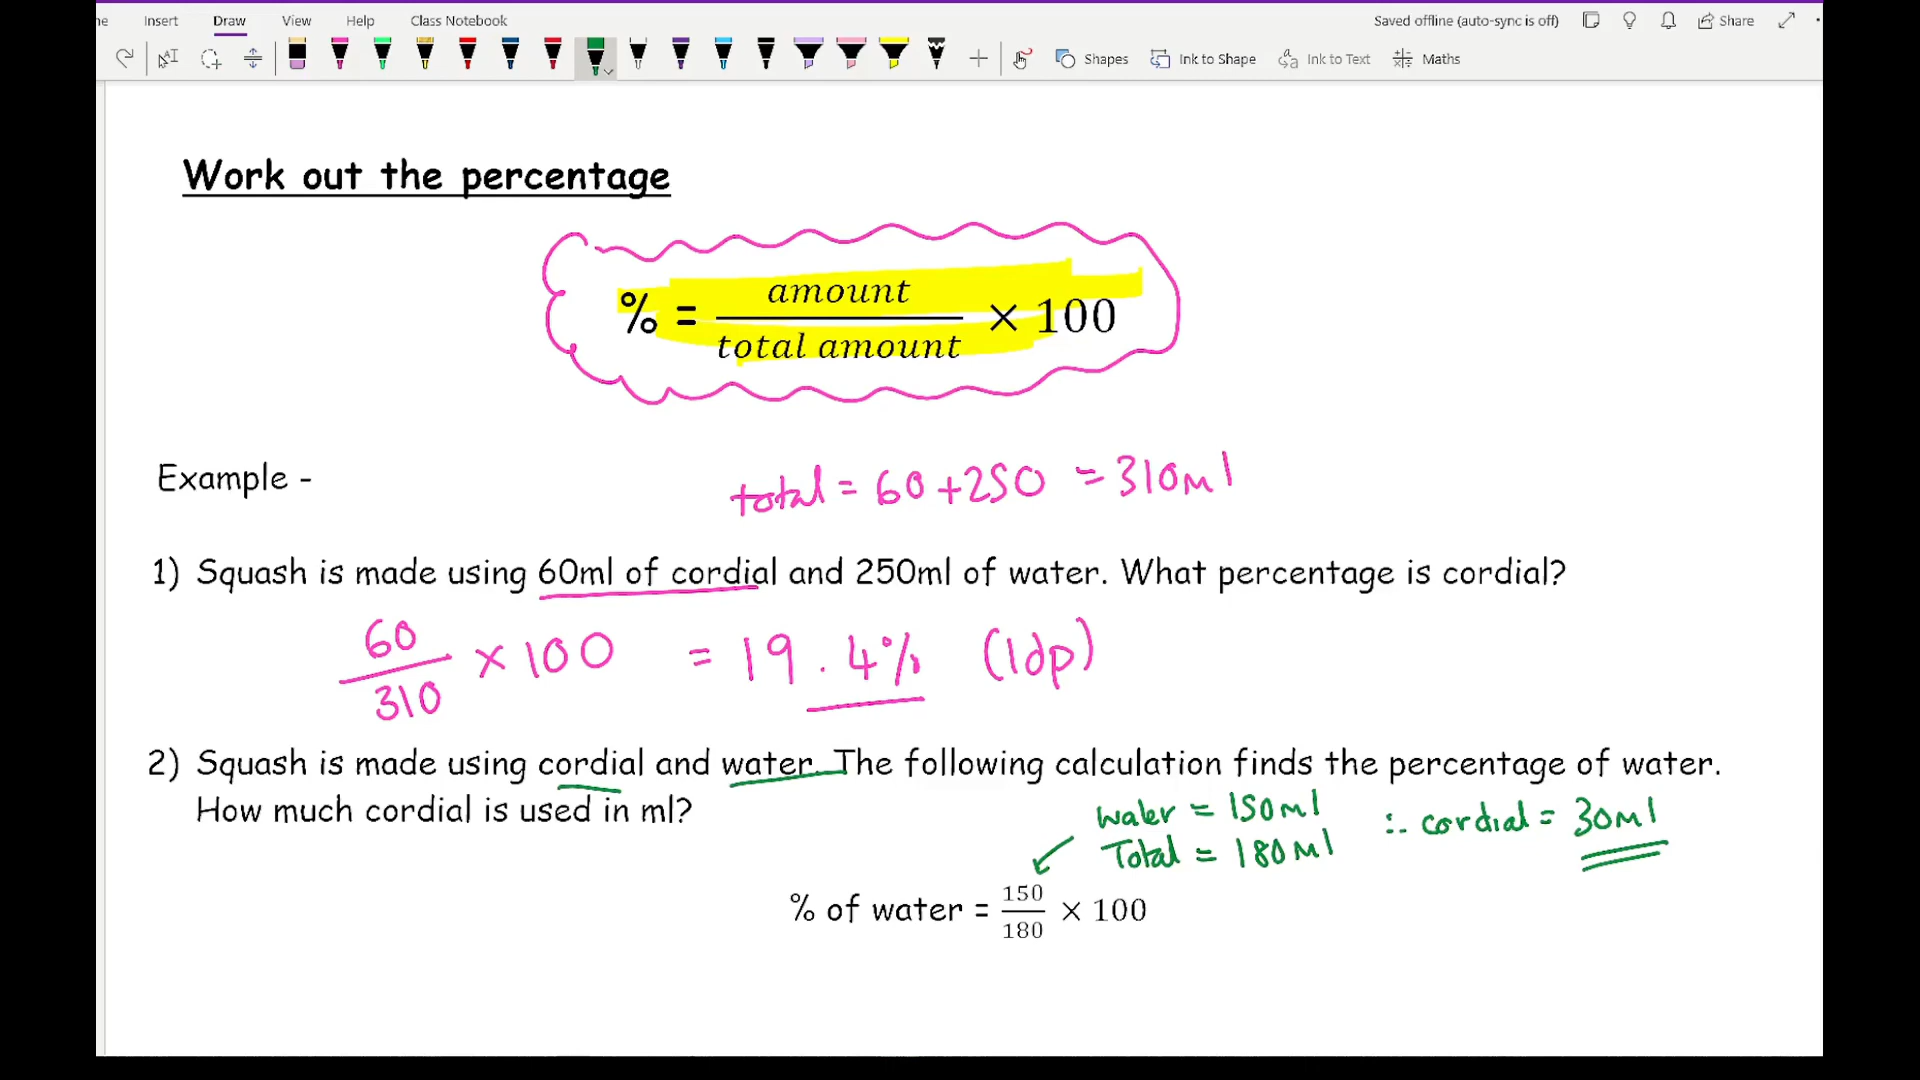 Insert Draw View Help Class Notebook Saved offline (auto-sync is off) Share
Shapes Ink to Shape Ink to Text Maths
Work out the percentage
% = amount / total amount × 100
Example -
total = 60 + 250 = 310ml
1) Squash is made using 60ml of cordial and 250ml of water. What percentage is cordial?
60 / 310 × 100 = 19.4% (1dp)
2) Squash is made using cordial and water. The following calculation finds the percentage of water.
How much cordial is used in ml?
water = 150ml ∴ cordial = 30ml
Total = 180ml
% of water = 150 / 180 × 100